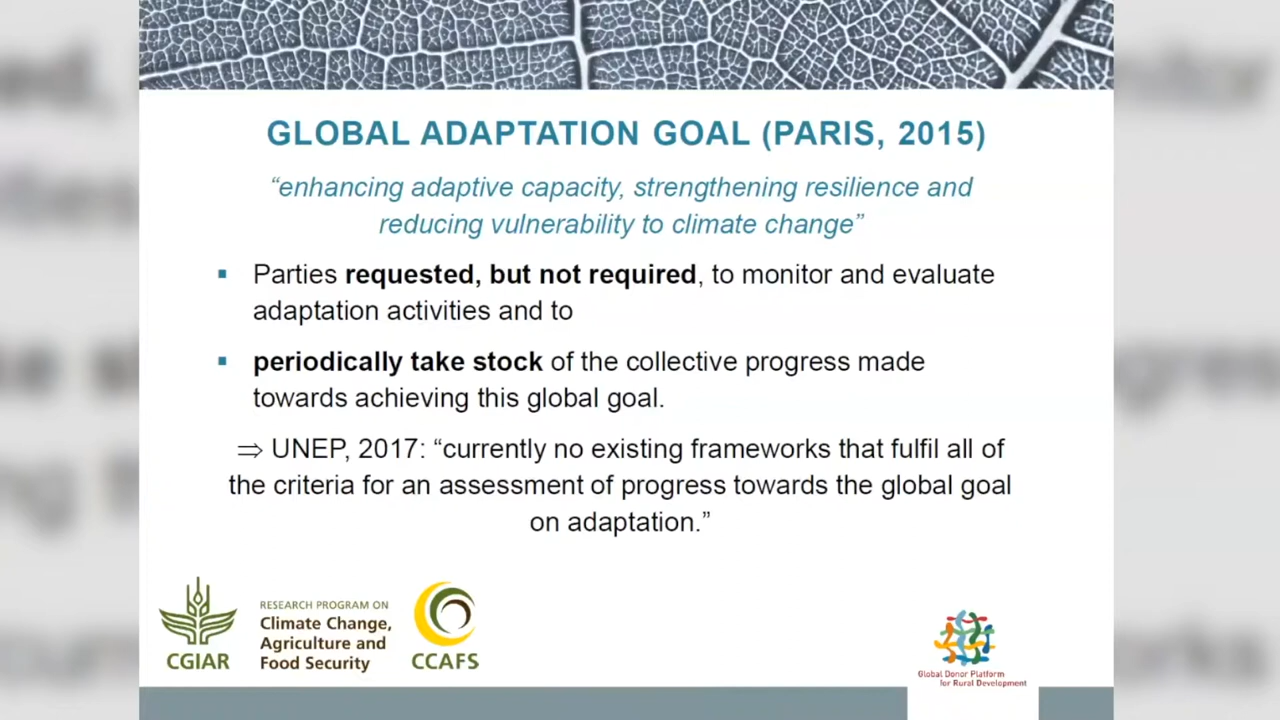 GLOBAL ADAPTATION GOAL (PARIS, 2015)
“enhancing adaptive capacity, strengthening resilience and
reducing vulnerability to climate change”
▪ Parties requested, but not required, to monitor and evaluate
adaptation activities and to
▪ periodically take stock of the collective progress made
towards achieving this global goal.
⇒ UNEP, 2017: “currently no existing frameworks that fulfil all of
the criteria for an assessment of progress towards the global goal
on adaptation.”
CGIAR
RESEARCH PROGRAM ON
Climate Change,
Agriculture and
Food Security
CCAFS
Global Donor Platform
for Rural Development